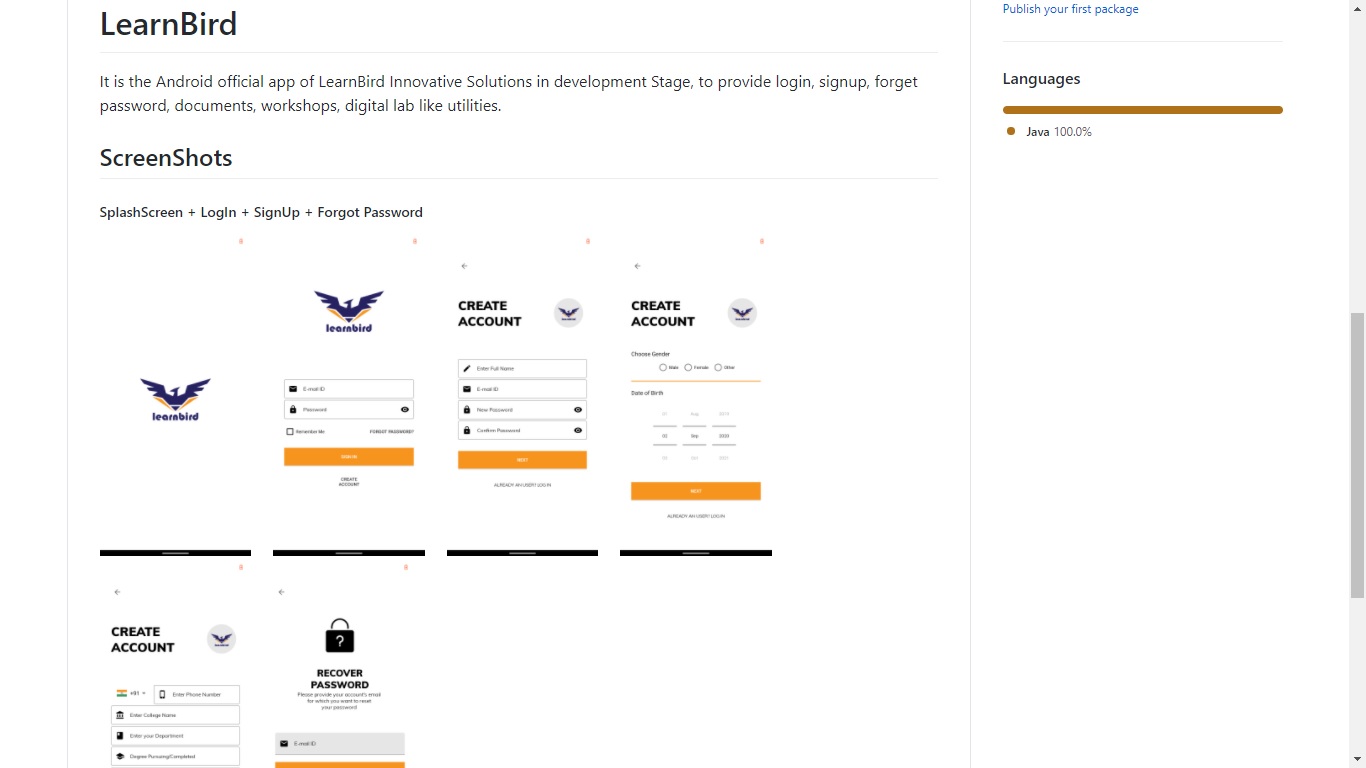 LearnBird
It is the Android official app of LearnBird Innovative Solutions in development Stage, to provide login, signup, forget
password, documents, workshops, digital lab like utilities.
ScreenShots
SplashScreen + LogIn + SignUp + Forgot Password
learnbird
learnbird
E-mail ID
Password
Remember Me
FORGOT PASSWORD?
SIGN IN
CREATE
ACCOUNT
CREATE
ACCOUNT
Enter Full Name
E-mail ID
New Password
Confirm Password
NEXT
ALREADY AN USER? LOG IN
CREATE
ACCOUNT
Choose Gender
Male Female Other
Date of Birth
01 Aug 2019
02 Sep 2020
03 Oct 2021
NEXT
ALREADY AN USER? LOG IN
CREATE
ACCOUNT
+91
Enter Phone Number
Enter College Name
Enter your Department
Degree Pursuing/Completed
?
RECOVER
PASSWORD
Please provide your account's email
for which you want to reset
your password
E-mail ID
Publish your first package
Languages
Java 100.0%